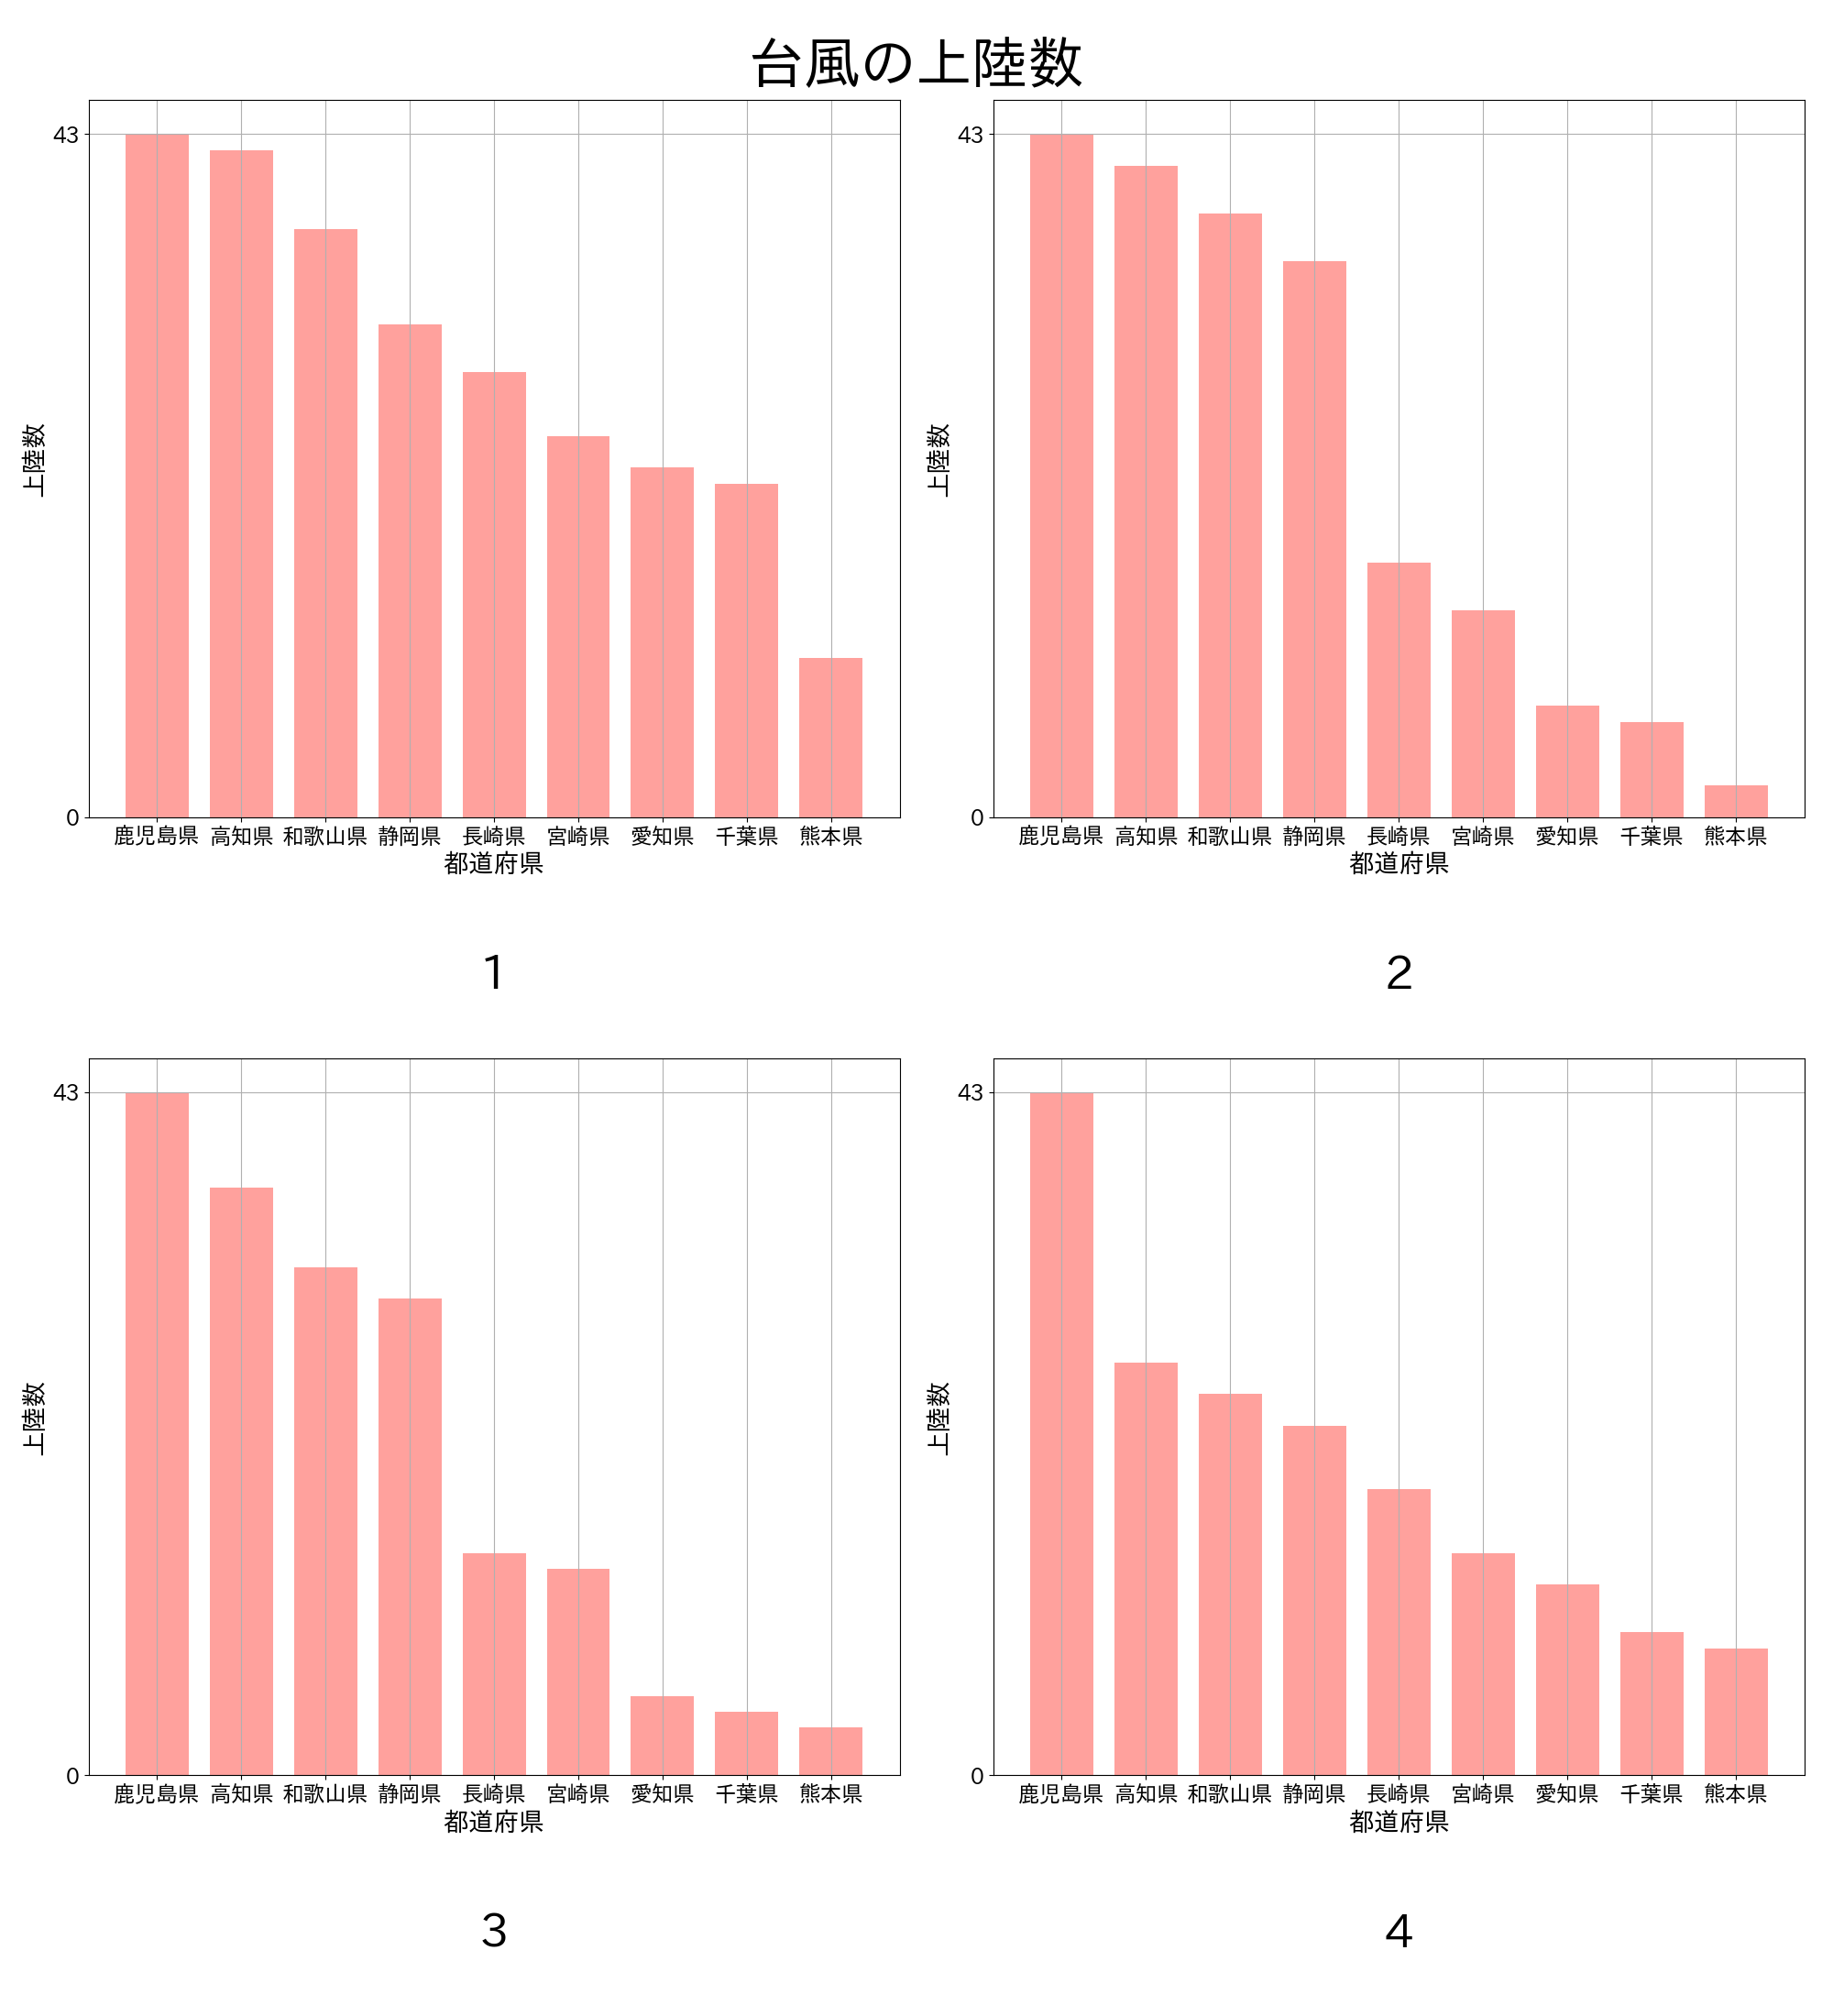 台風の上陸数
43
0
上陸数
鹿児島県 高知県 和歌山県 静岡県 長崎県 宮崎県 愛知県 千葉県 熊本県
都道府県
1
43
0
上陸数
鹿児島県 高知県 和歌山県 静岡県 長崎県 宮崎県 愛知県 千葉県 熊本県
都道府県
2
43
0
上陸数
鹿児島県 高知県 和歌山県 静岡県 長崎県 宮崎県 愛知県 千葉県 熊本県
都道府県
3
43
0
上陸数
鹿児島県 高知県 和歌山県 静岡県 長崎県 宮崎県 愛知県 千葉県 熊本県
都道府県
4